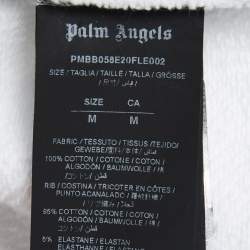 Palm Angels
PMBB058E20FLE002
SIZE / TAGLIA / TAILLE / TALLA / GRÖSSE
SIZE CA
M M
FABRIC / TESSUTO / TISSUS / TEJIDO/
GEWEBE/
100% COTTON / COTONE / COTON /
ALGODÓN / BAUMWOLLE /
RIB / COSTINA / TRICOTER EN CÔTES /
PUNTO ACANALADO /
95% COTTON / COTONE / COTON /
ALGODÓN / BAUMWOLLE /
5% ELASTANE / ELASTAN /